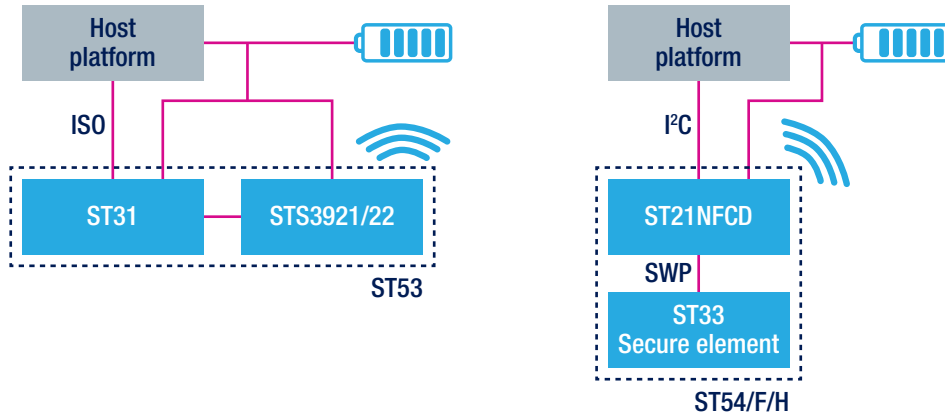 Host
platform
ISO
ST31
STS3921/22
ST53
Host
platform
I²C
ST21NFCD
SWP
ST33
Secure element
ST54/F/H